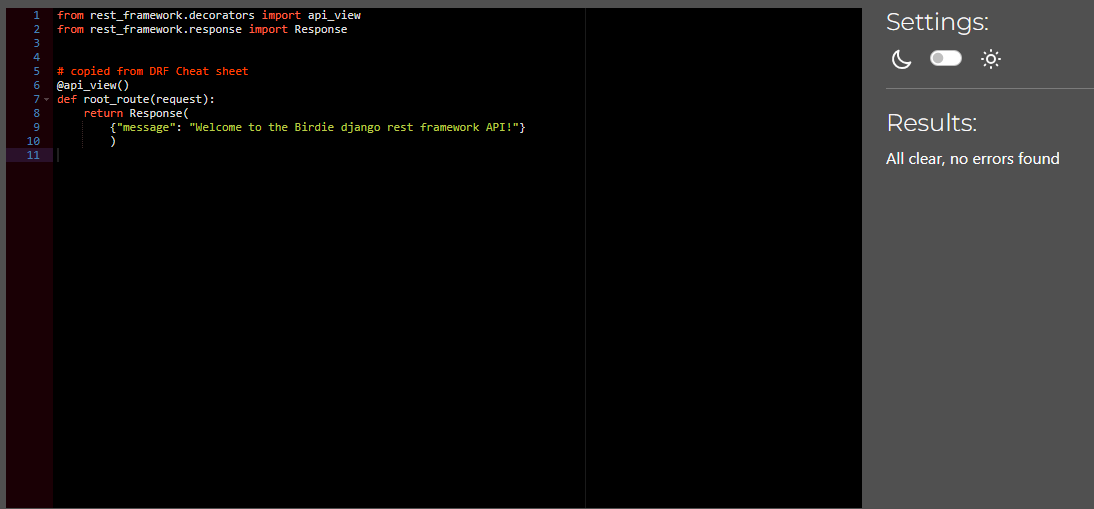 1 from rest_framework.decorators import api_view
2 from rest_framework.response import Response
3
4
5 # copied from DRF Cheat sheet
6 @api_view()
7 def root_route(request):
8     return Response(
9         {"message": "Welcome to the Birdie django rest framework API!"}
10         )
11
Settings:
Results:
All clear, no errors found